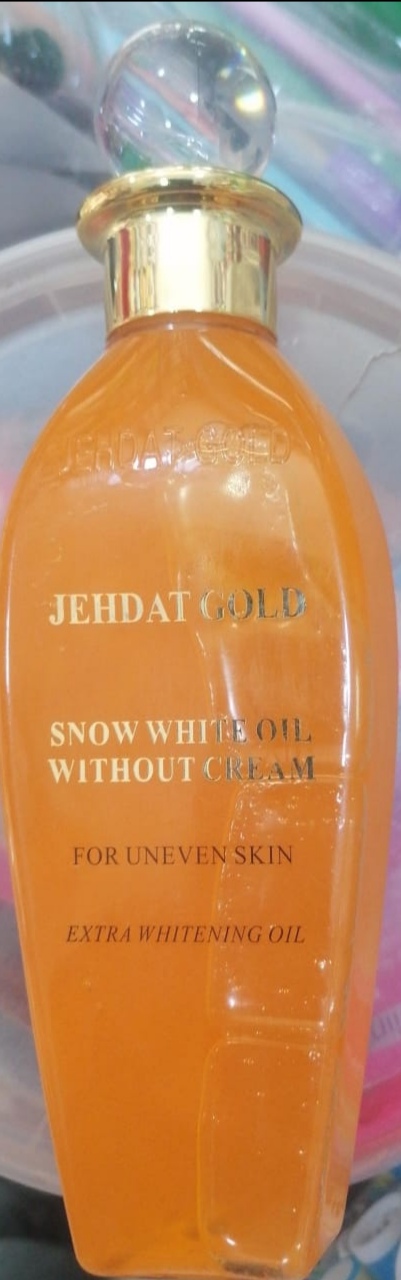 JEHDAT GOLD
JEHDAT GOLD
SNOW WHITE OIL
WITHOUT CREAM
FOR UNEVEN SKIN
EXTRA WHITENING OIL